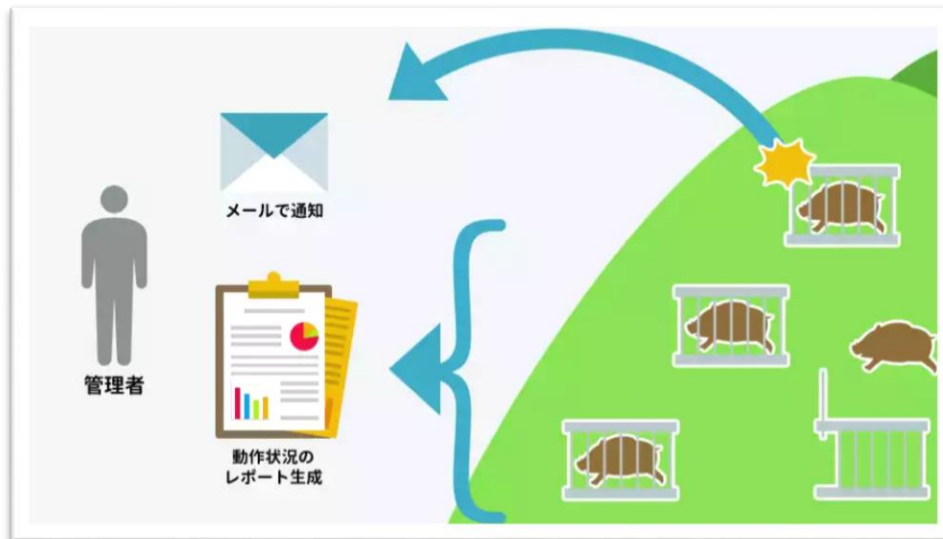 メールで通知
管理者
動作状況の
レポート生成